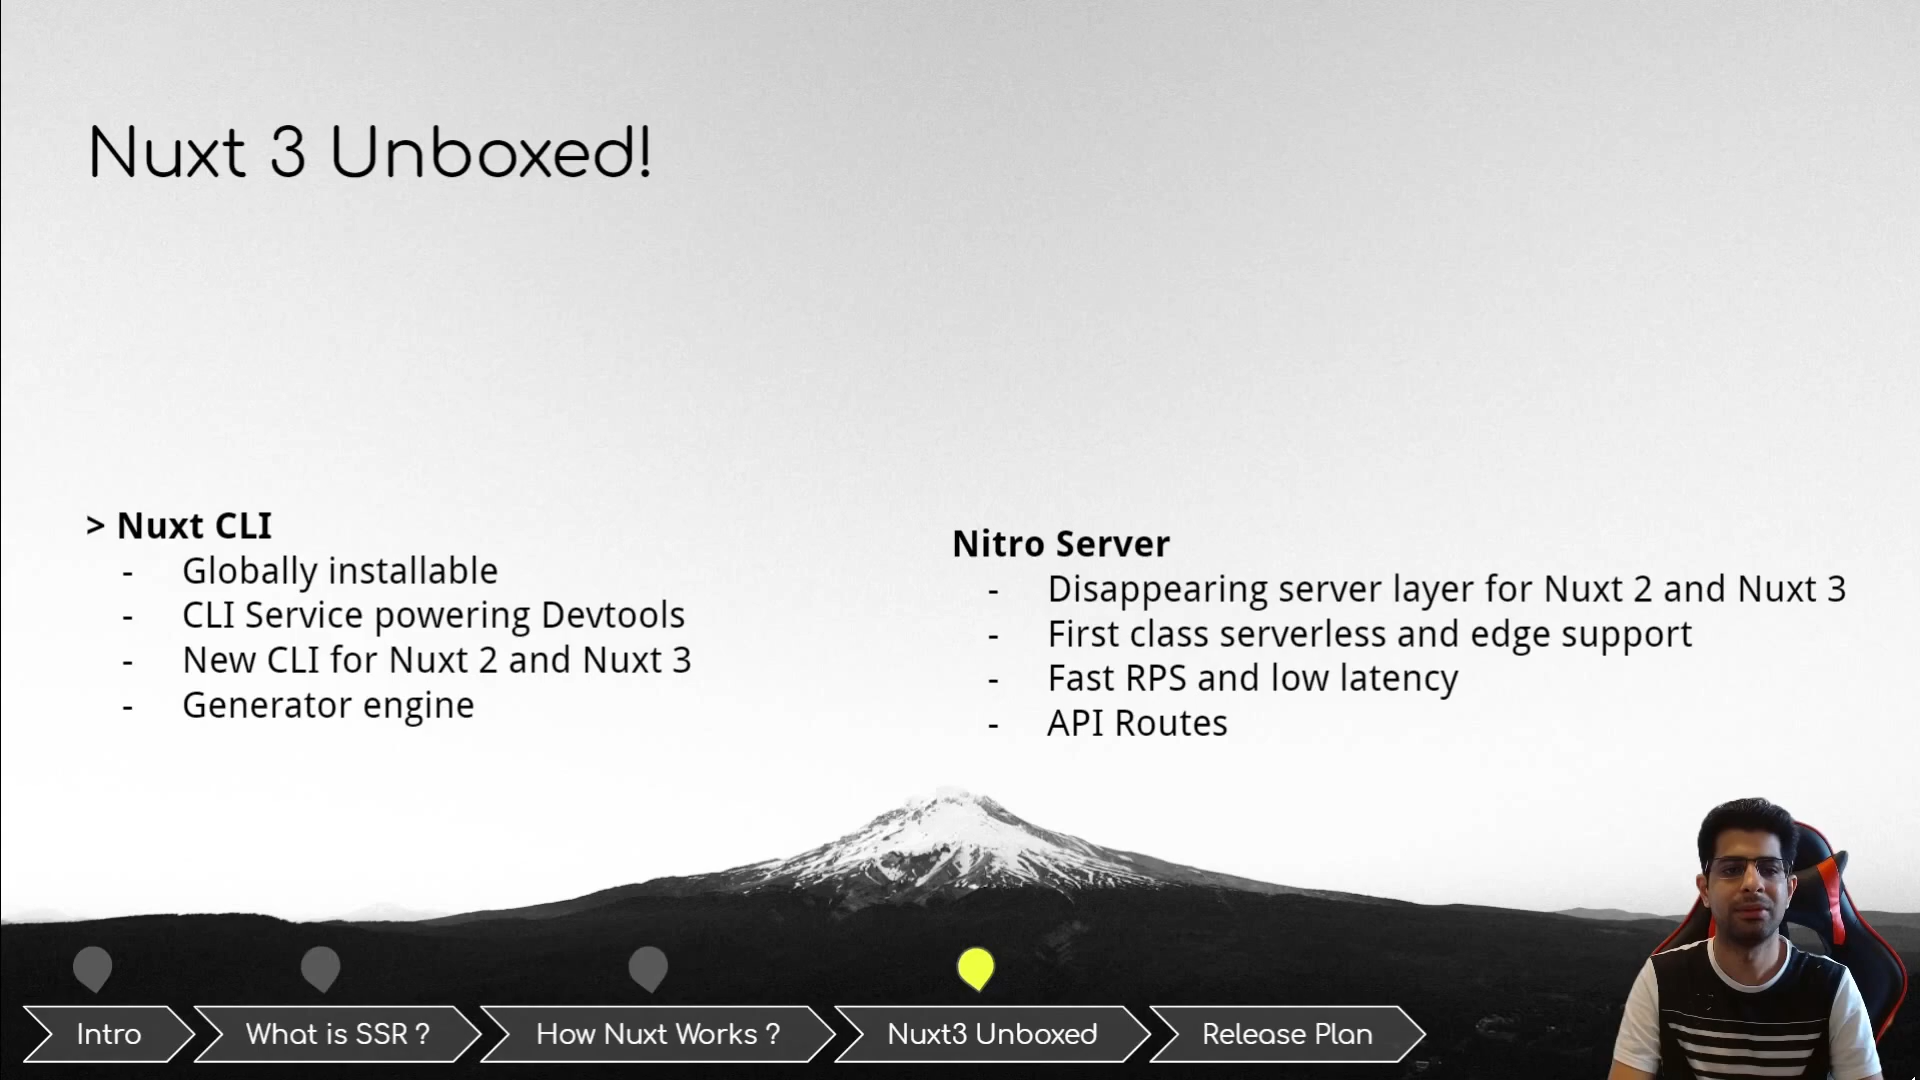 Nuxt 3 Unboxed!
> Nuxt CLI
- Globally installable
- CLI Service powering Devtools
- New CLI for Nuxt 2 and Nuxt 3
- Generator engine
Nitro Server
- Disappearing server layer for Nuxt 2 and Nuxt 3
- First class serverless and edge support
- Fast RPS and low latency
- API Routes
Intro
What is SSR ?
How Nuxt Works ?
Nuxt3 Unboxed
Release Plan